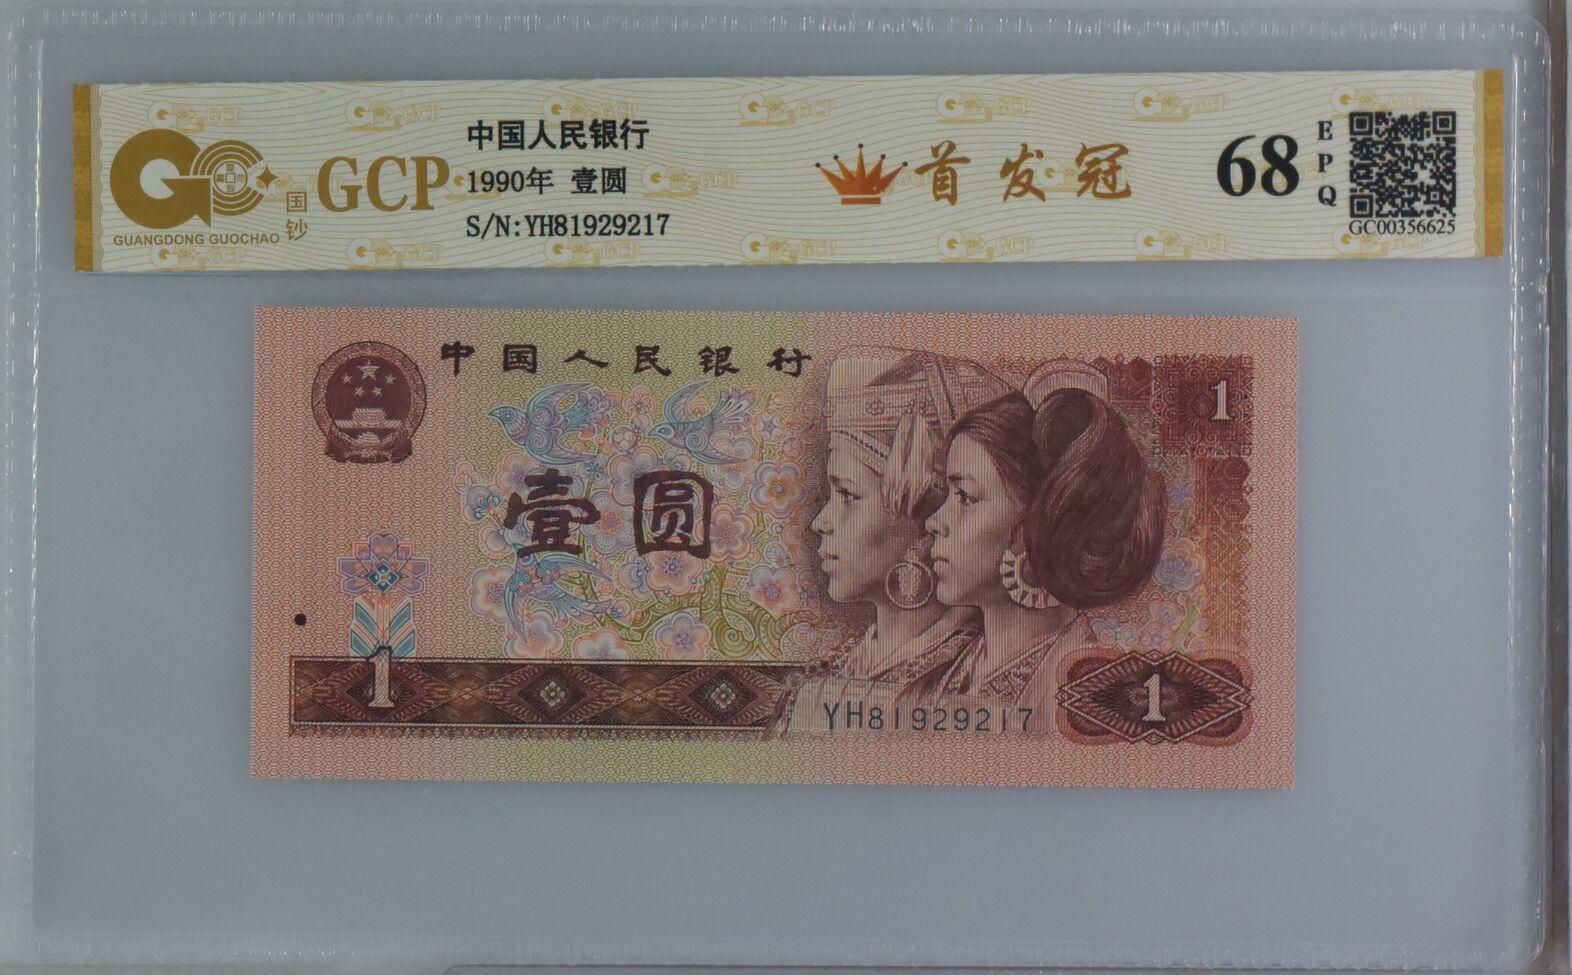 GUANGDONG GUOCHAO
国钞
GCP
中国人民银行
1990年 壹圆
S/N:YH81929217
首发冠
68
EPQ
GC00356625
中国人民银行
1
壹圆
1
YH81929217
1